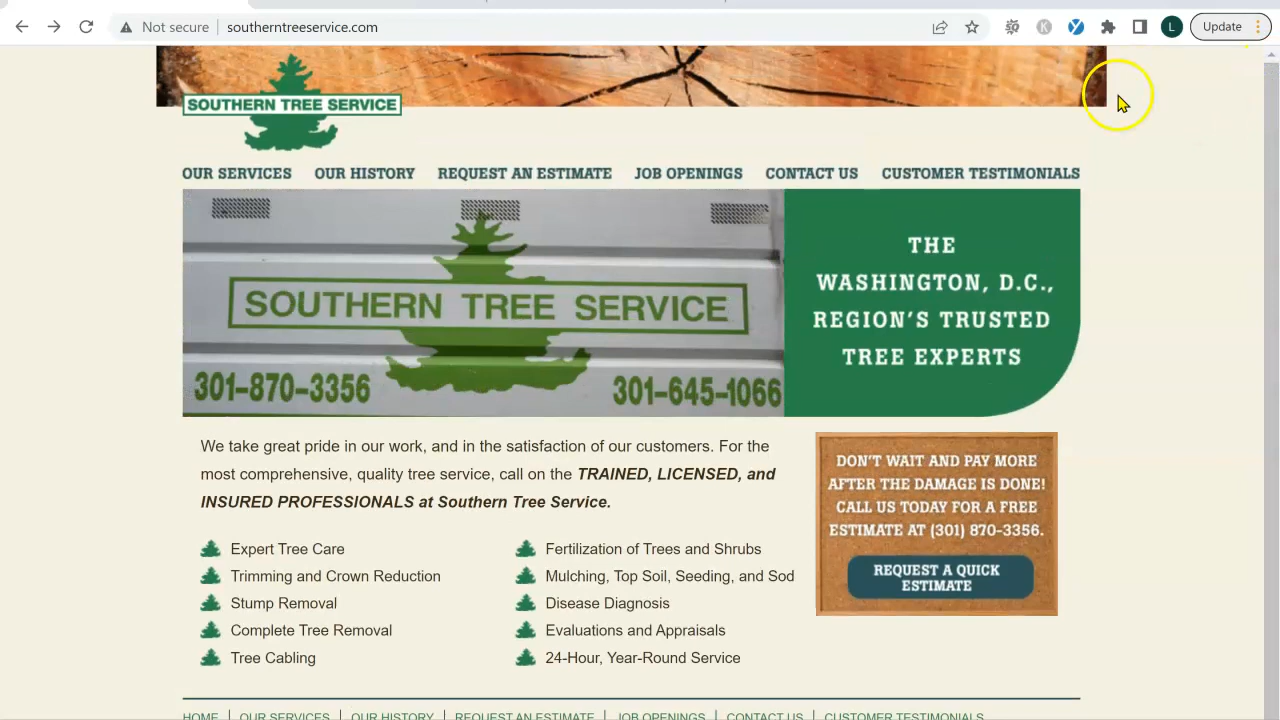 Not secure
southerntreeservice.com
L
Update
SOUTHERN TREE SERVICE
OUR SERVICES
OUR HISTORY
REQUEST AN ESTIMATE
JOB OPENINGS
CONTACT US
CUSTOMER TESTIMONIALS
SOUTHERN TREE SERVICE
301-870-3356
301-645-1066
THE
WASHINGTON, D.C.,
REGION'S TRUSTED
TREE EXPERTS
We take great pride in our work, and in the satisfaction of our customers. For the
most comprehensive, quality tree service, call on the TRAINED, LICENSED, and
INSURED PROFESSIONALS at Southern Tree Service.
Expert Tree Care
Trimming and Crown Reduction
Stump Removal
Complete Tree Removal
Tree Cabling
Fertilization of Trees and Shrubs
Mulching, Top Soil, Seeding, and Sod
Disease Diagnosis
Evaluations and Appraisals
24-Hour, Year-Round Service
DON'T WAIT AND PAY MORE
AFTER THE DAMAGE IS DONE!
CALL US TODAY FOR A FREE
ESTIMATE AT (301) 870-3356.
REQUEST A QUICK
ESTIMATE
HOME | OUR SERVICES | OUR HISTORY | REQUEST AN ESTIMATE | JOB OPENINGS | CONTACT US | CUSTOMER TESTIMONIALS